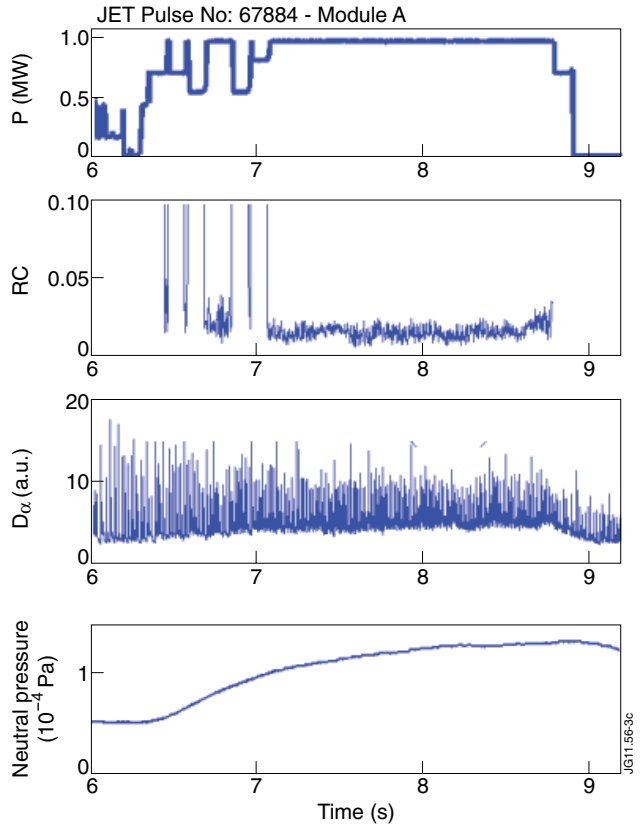 JET Pulse No: 67884 - Module A
P (MW)
1.0
0.5
0
6 7 8 9
RC
0.10
0.05
0
6 7 8 9
Dα (a.u.)
20
10
0
6 7 8 9
Neutral pressure
(10-4 Pa)
1
0
6 7 8 9
Time (s)
JG11.56-3c